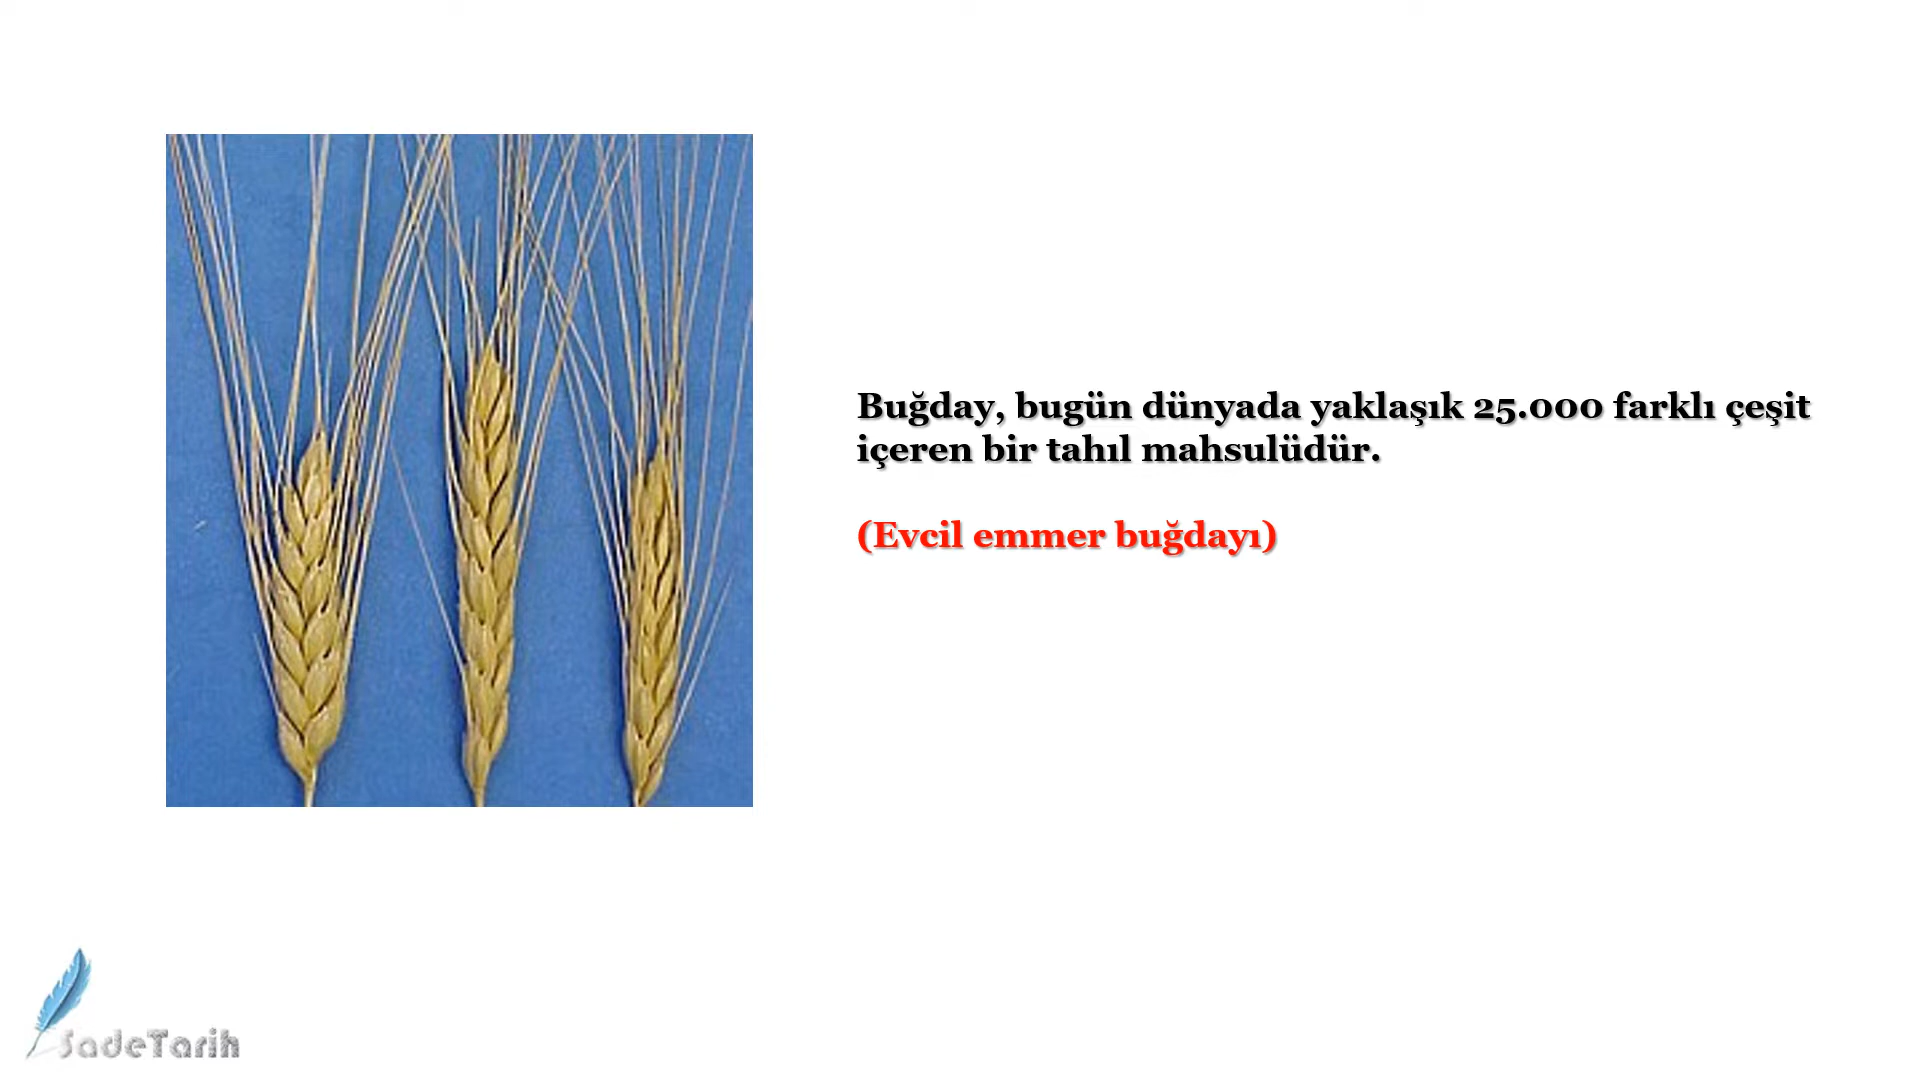 Buğday, bugün dünyada yaklaşık 25.000 farklı çeşit
içeren bir tahıl mahsulüdür.
(Evcil emmer buğdayı)
SadeTarih